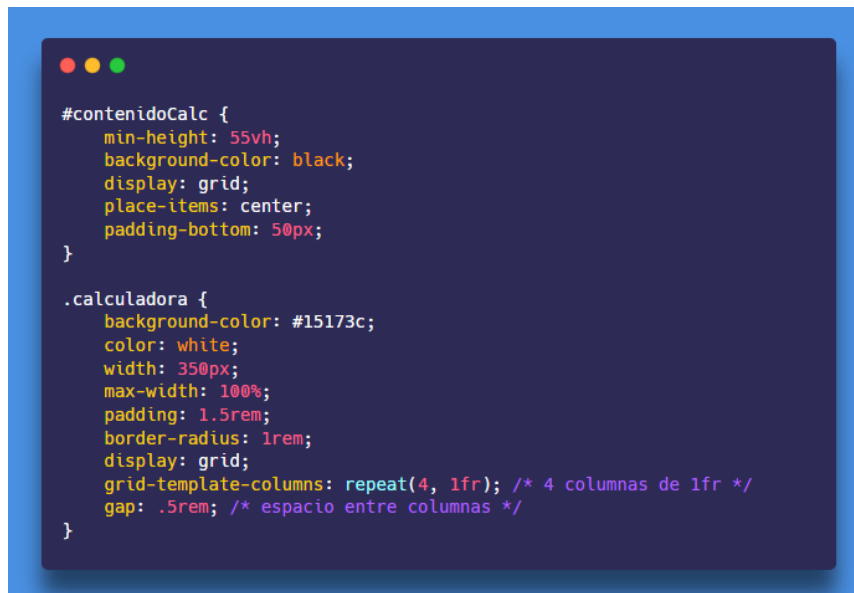 #contenidoCalc {
    min-height: 55vh;
    background-color: black;
    display: grid;
    place-items: center;
    padding-bottom: 50px;
}

.calculadora {
    background-color: #15173c;
    color: white;
    width: 350px;
    max-width: 100%;
    padding: 1.5rem;
    border-radius: 1rem;
    display: grid;
    grid-template-columns: repeat(4, 1fr); /* 4 columnas de 1fr */
    gap: .5rem; /* espacio entre columnas */
}